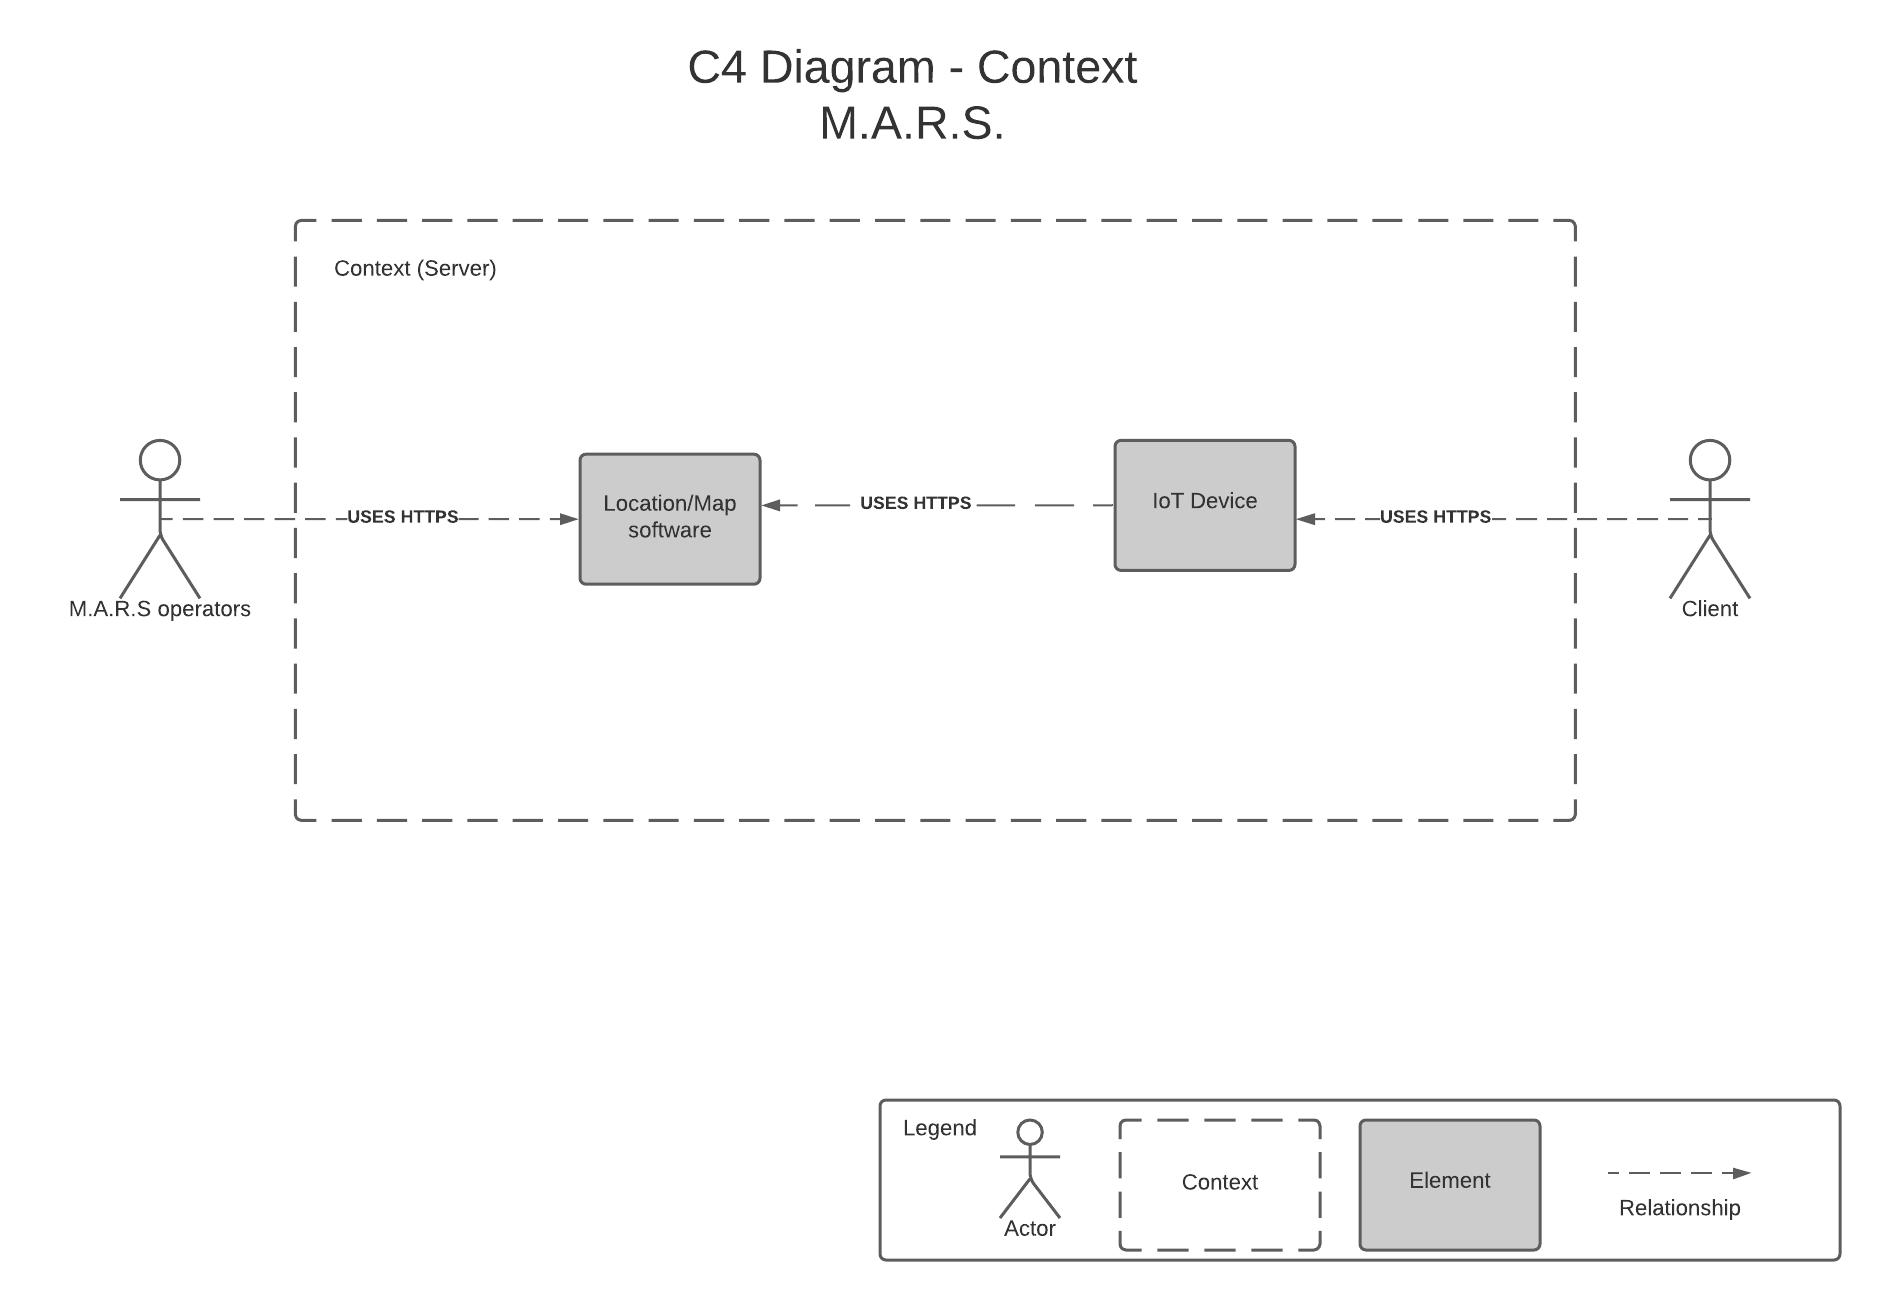 C4 Diagram - Context
M.A.R.S.
Context (Server)
M.A.R.S operators
USES HTTPS
Location/Map
software
USES HTTPS
IoT Device
USES HTTPS
Client
Legend
Actor
Context
Element
Relationship